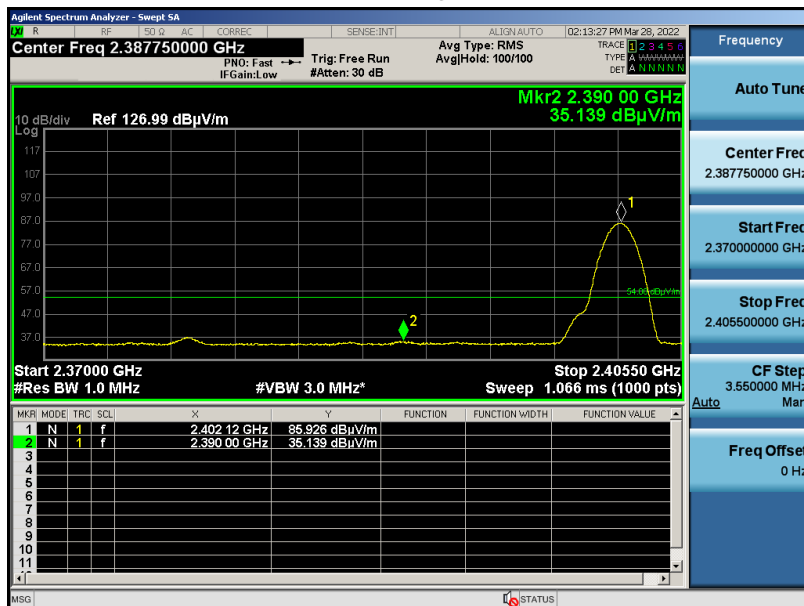 Agilent Spectrum Analyzer - Swept SA
LXI R RF 50 Ω AC CORREC SENSE:INT ALIGN AUTO 02:13:27 PM Mar 28, 2022
Center Freq 2.387750000 GHz
PNO: Fast
IFGain:Low
Trig: Free Run
#Atten: 30 dB
Avg Type: RMS
Avg|Hold: 100/100
TRACE 1 2 3 4 5 6
TYPE A
DET A N N N N N
Frequency
Mkr2 2.390 00 GHz
35.139 dBµV/m
10 dB/div Ref 126.99 dBµV/m
Log
117
107
97.0
87.0
77.0
67.0
57.0
47.0
37.0
1
2
54.00 dBµV/m
Start 2.37000 GHz Stop 2.40550 GHz
#Res BW 1.0 MHz #VBW 3.0 MHz* Sweep 1.066 ms (1000 pts)
MKR MODE TRC SCL X Y FUNCTION FUNCTION WIDTH FUNCTION VALUE
1 N 1 f 2.402 12 GHz 85.926 dBµV/m
2 N 1 f 2.390 00 GHz 35.139 dBµV/m
3
4
5
6
7
8
9
10
11
MSG STATUS
Auto Tune
Center Freq
2.387750000 GHz
Start Freq
2.370000000 GHz
Stop Freq
2.405500000 GHz
CF Step
3.550000 MHz
Auto Man
Freq Offset
0 Hz